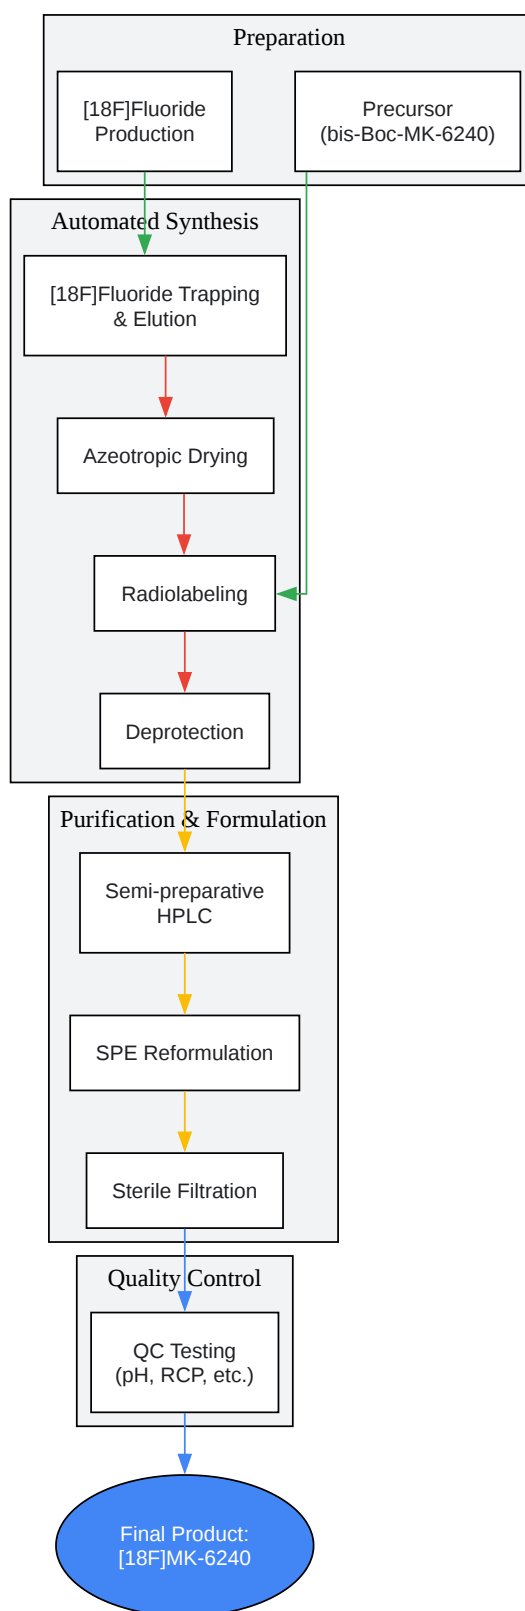 Preparation
[18F]Fluoride
Production
Precursor
(bis-Boc-MK-6240)
Automated Synthesis
[18F]Fluoride Trapping
& Elution
Azeotropic Drying
Radiolabeling
Deprotection
Purification & Formulation
Semi-preparative
HPLC
SPE Reformulation
Sterile Filtration
Quality Control
QC Testing
(pH, RCP, etc.)
Final Product:
[18F]MK-6240